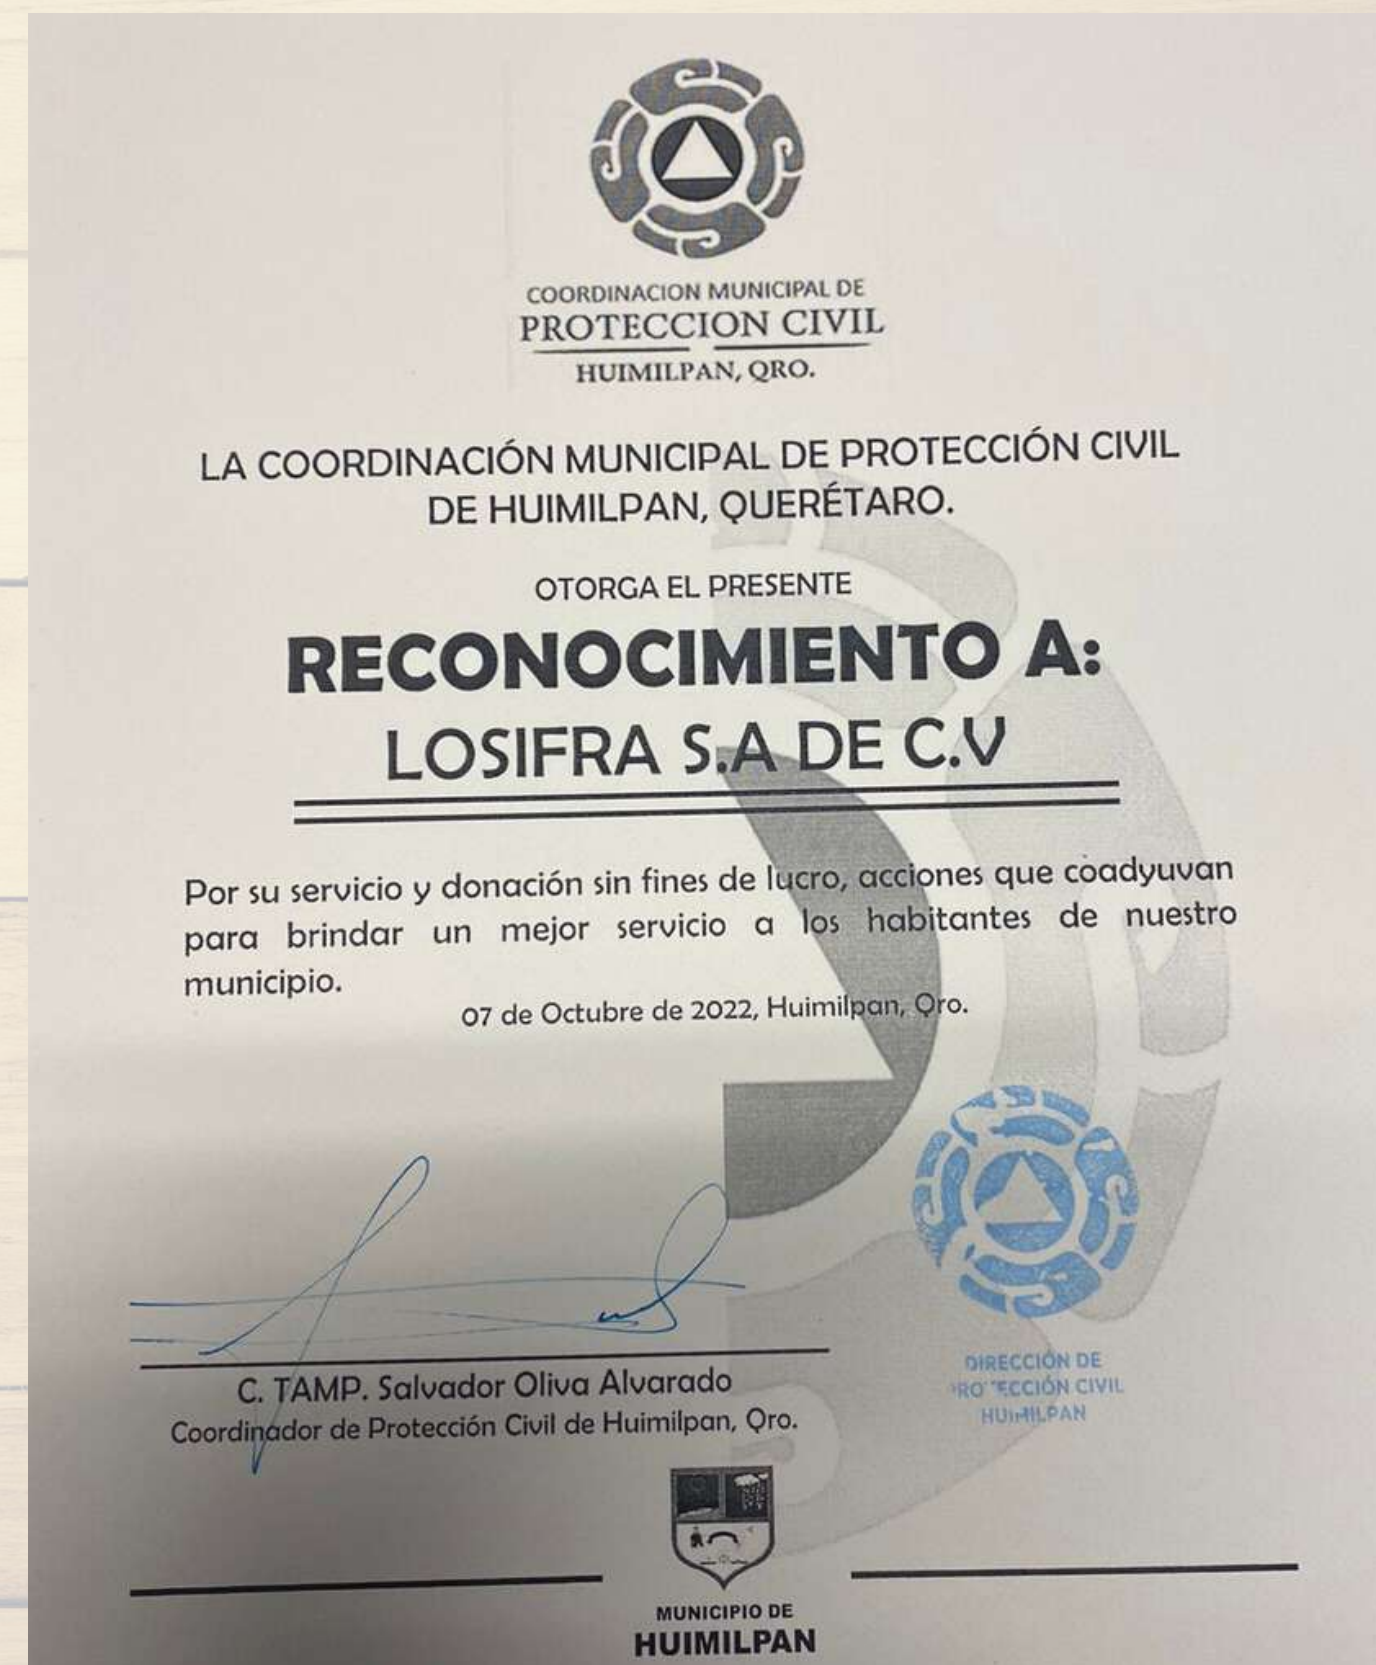 COORDINACION MUNICIPAL DE
PROTECCION CIVIL
HUIMILPAN, QRO.
LA COORDINACIÓN MUNICIPAL DE PROTECCIÓN CIVIL
DE HUIMILPAN, QUERÉTARO.
OTORGA EL PRESENTE
RECONOCIMIENTO A:
LOSIFRA S.A DE C.V
Por su servicio y donación sin fines de lucro, acciones que coadyuvan
para brindar un mejor servicio a los habitantes de nuestro
municipio.
07 de Octubre de 2022, Huimilpan, Qro.
C. TAMP. Salvador Oliva Alvarado
Coordinador de Protección Civil de Huimilpan, Qro.
DIRECCIÓN DE
PROTECCIÓN CIVIL
HUIMILPAN
MUNICIPIO DE
HUIMILPAN